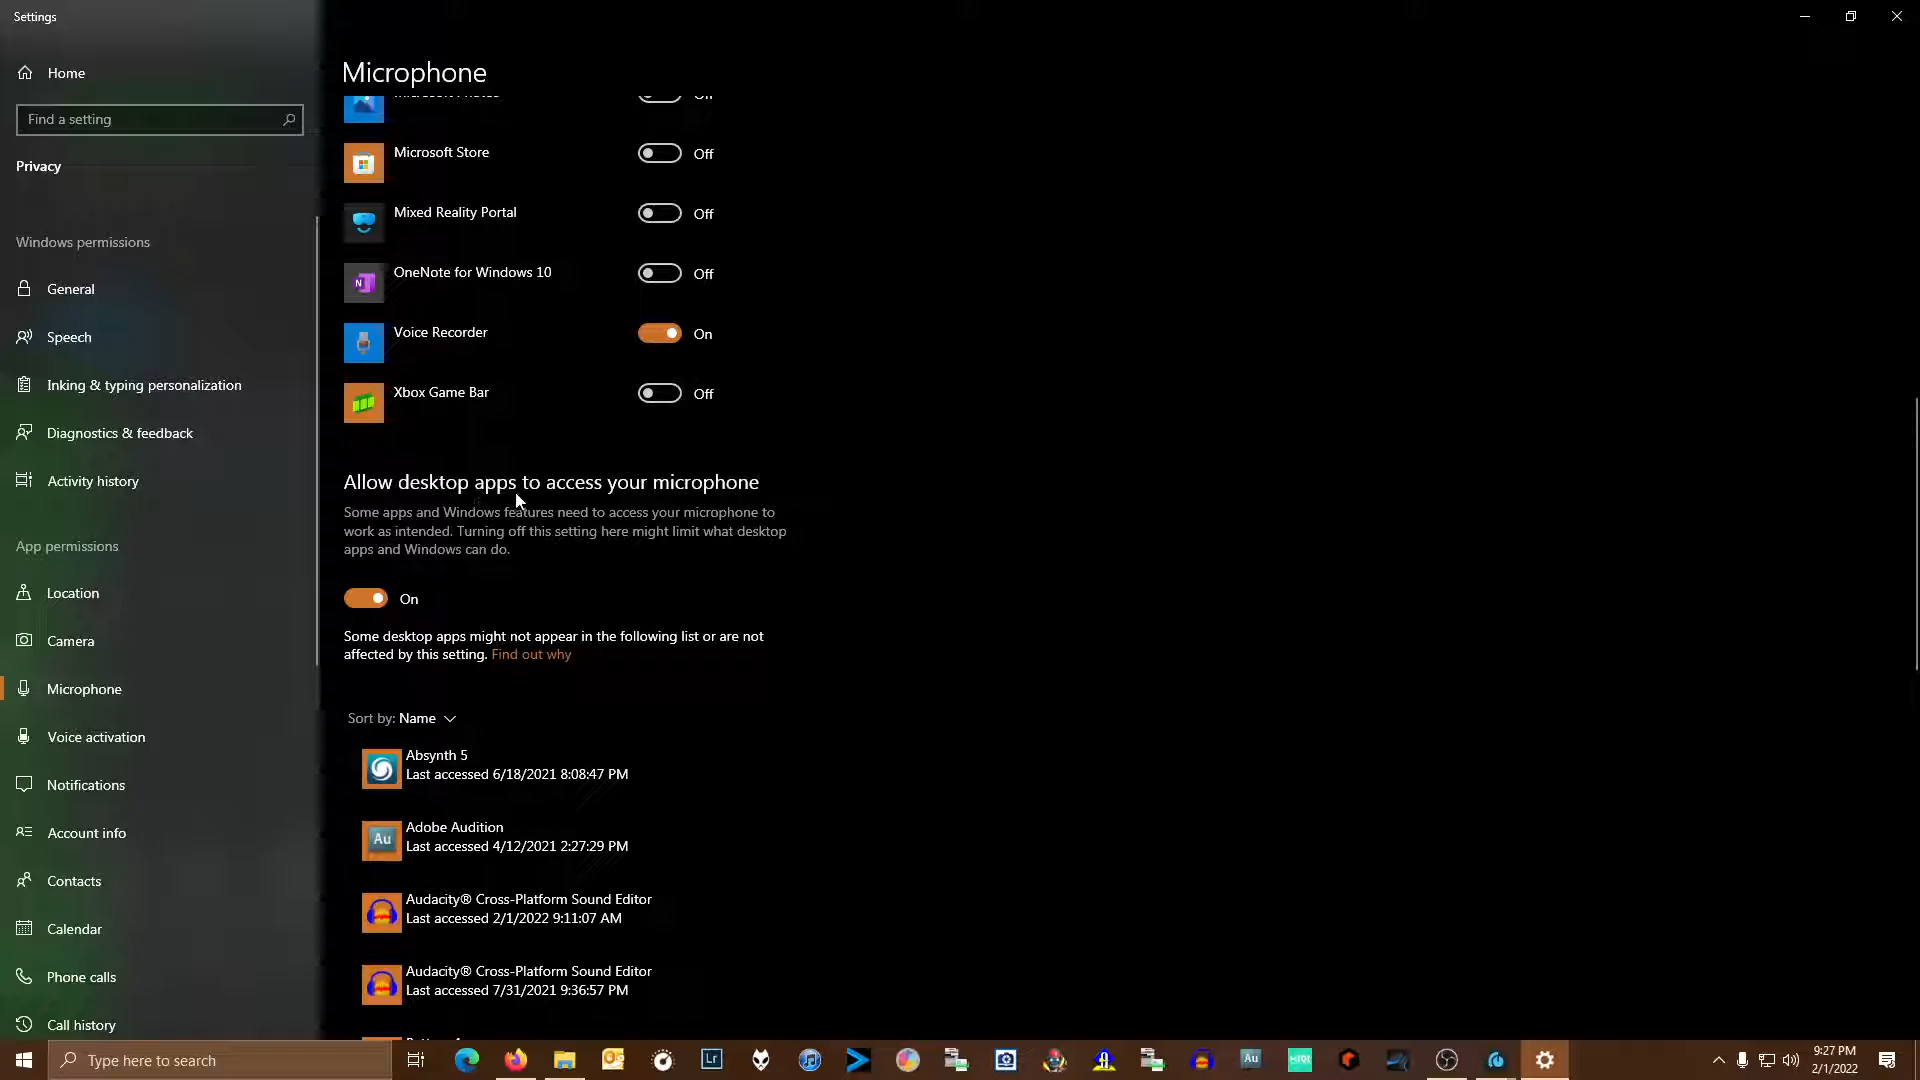 Settings
Home
Find a setting
Privacy
Windows permissions
General
Speech
Inking & typing personalization
Diagnostics & feedback
Activity history
App permissions
Location
Camera
Microphone
Voice activation
Notifications
Account info
Contacts
Calendar
Phone calls
Call history
Microphone
Microsoft Store
Off
Mixed Reality Portal
Off
OneNote for Windows 10
Off
Voice Recorder
On
Xbox Game Bar
Off
Allow desktop apps to access your microphone
Some apps and Windows features need to access your microphone to
work as intended. Turning off this setting here might limit what desktop
apps and Windows can do.
On
Some desktop apps might not appear in the following list or are not
affected by this setting. Find out why
Sort by: Name
Absynth 5
Last accessed 6/18/2021 8:08:47 PM
Au
Adobe Audition
Last accessed 4/12/2021 2:27:29 PM
Audacity® Cross-Platform Sound Editor
Last accessed 2/1/2022 9:11:07 AM
Audacity® Cross-Platform Sound Editor
Last accessed 7/31/2021 9:36:57 PM
Type here to search
Lr
Au
9:27 PM
2/1/2022